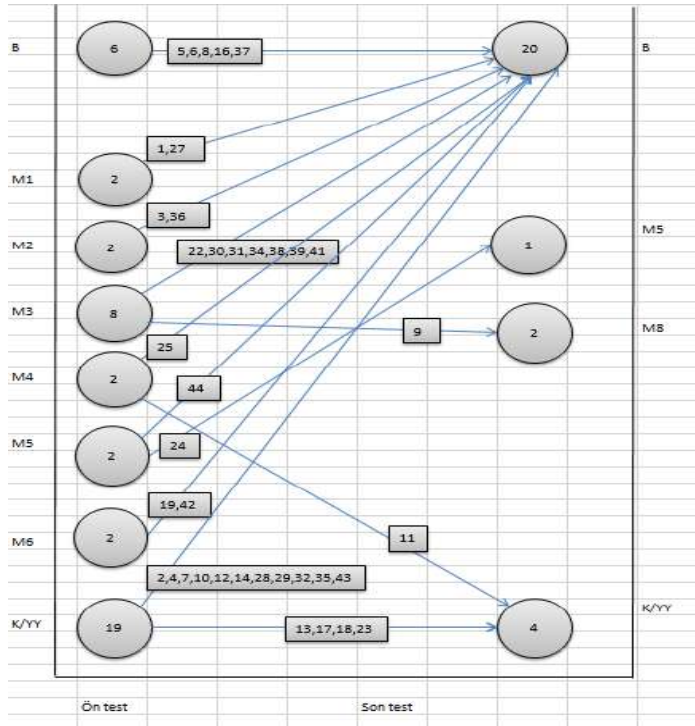 B 6 5,6,8,16,37 20 B
1,27
M1 2
3,36
M2 2 22,30,31,34,38,39,41 1 M5
M3 8 9 2 M8
25
M4 2 44
M5 2 24
19,42
M6 2 11
2,4,7,10,12,14,28,29,32,35,43
K/YY 19 13,17,18,23 4 K/YY
Ön test Son test